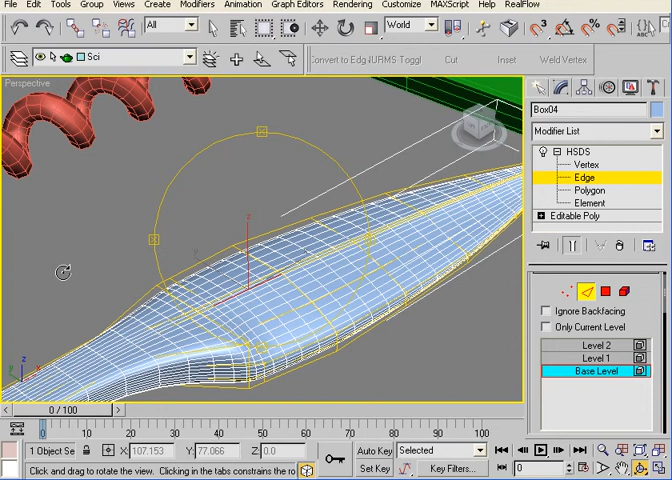 File Edit Tools Group Views Create Modifiers Animation Graph Editors Rendering Customize MAXScript Help RealFlow
All World
Sci Convert to Edg NURMS Toggl Cut Inset Weld Vertex
Perspective
Box04
Modifier List
HSDS
Vertex
Edge
Polygon
Element
Editable Poly
z
Ignore Backfacing
Only Current Level
Level 2
Level 1
Base Level
z
x
0 / 100
0 10 20 30 40 50 60 70 80 90 100
1 Object Se X: 107.153 Y: 77.066 Z: 0.0 Auto Key Selected
Click and drag to rotate the view. Clicking in the tabs constrains the ro Set Key Key Filters... 0